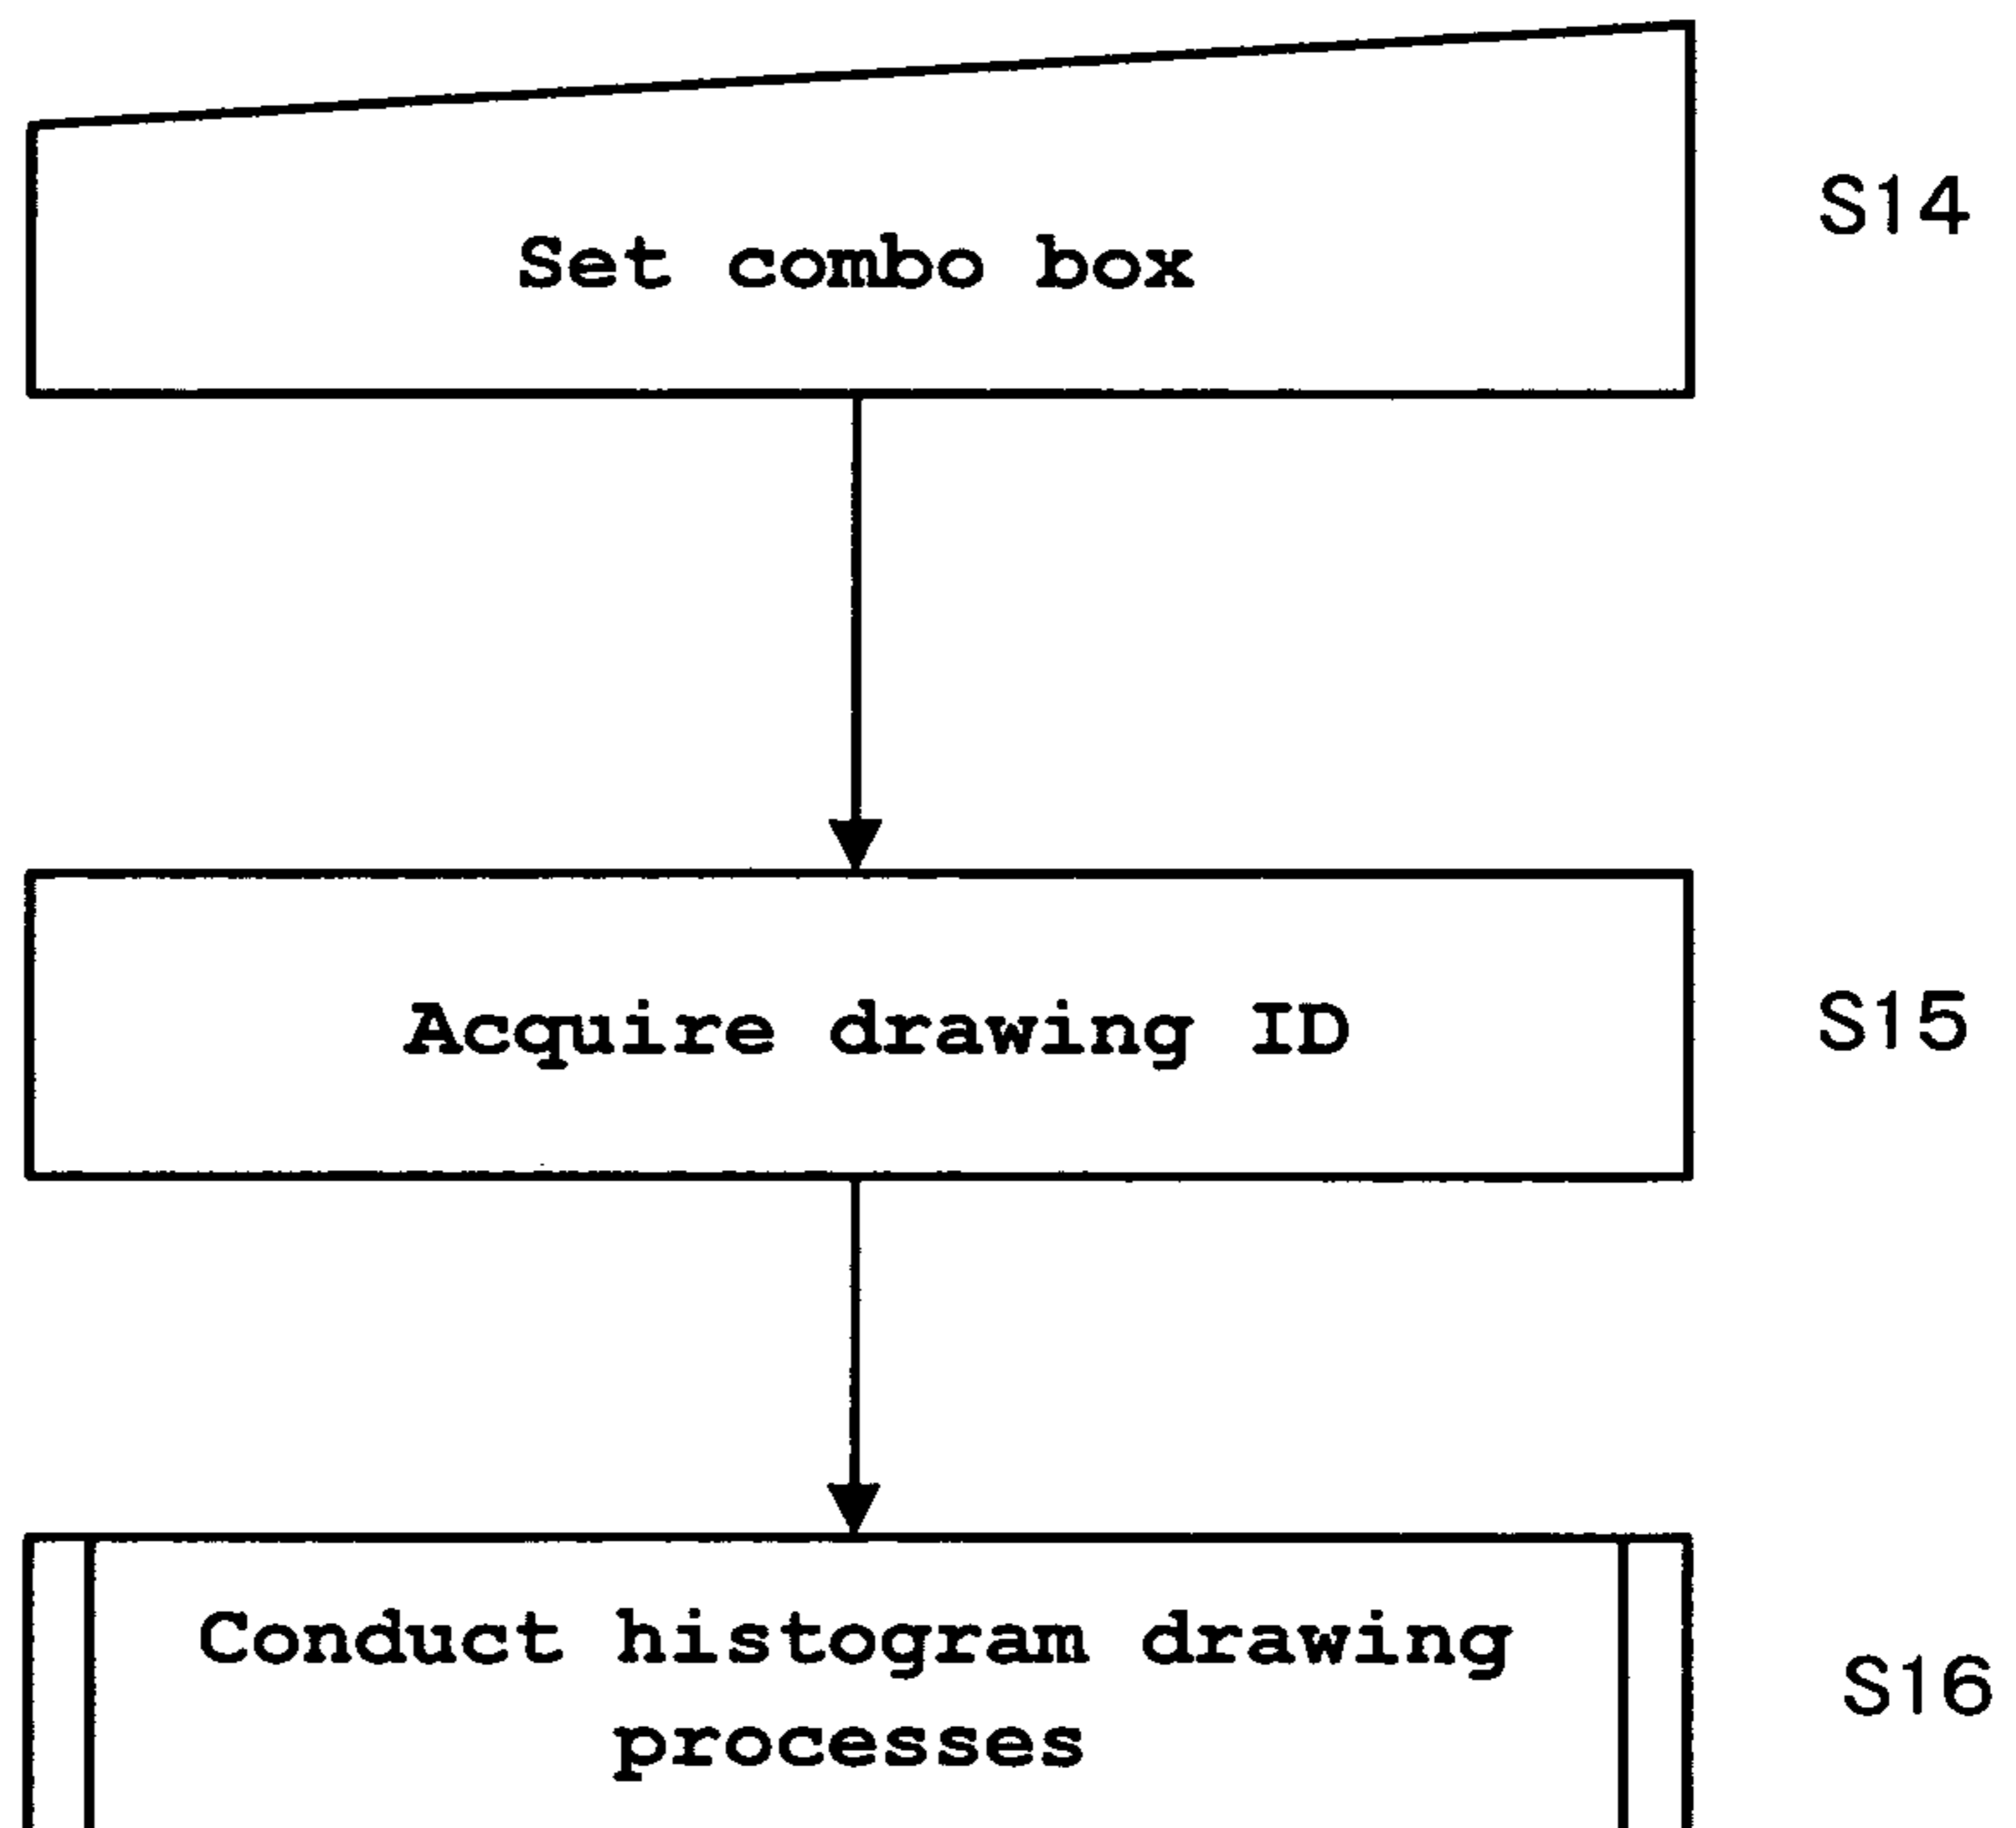 Set combo box
S14
Acquire drawing ID
S15
Conduct histogram drawing
processes
S16